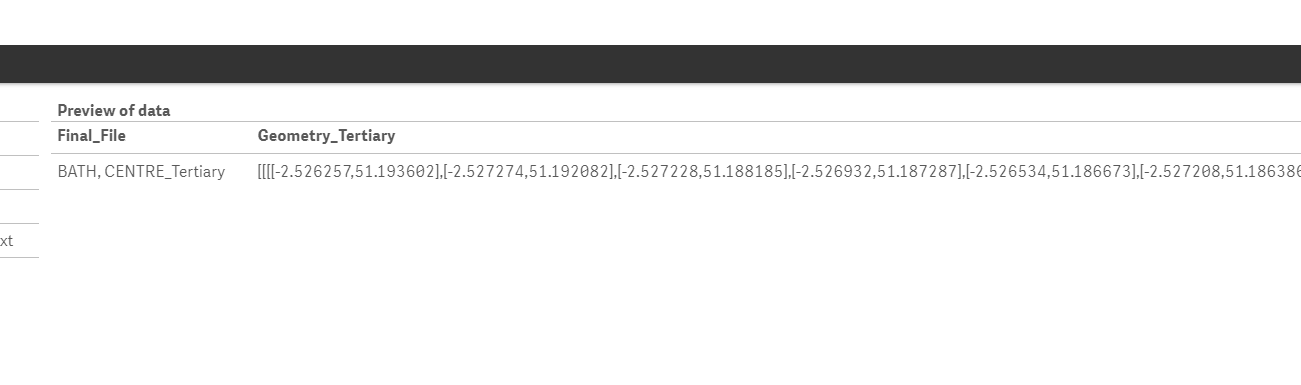 Preview of data
Final_File Geometry_Tertiary
BATH, CENTRE_Tertiary [[[[-2.526257,51.193602],[-2.527274,51.192082],[-2.527228,51.188185],[-2.526932,51.187287],[-2.526534,51.186673],[-2.527208,51.186386
xt